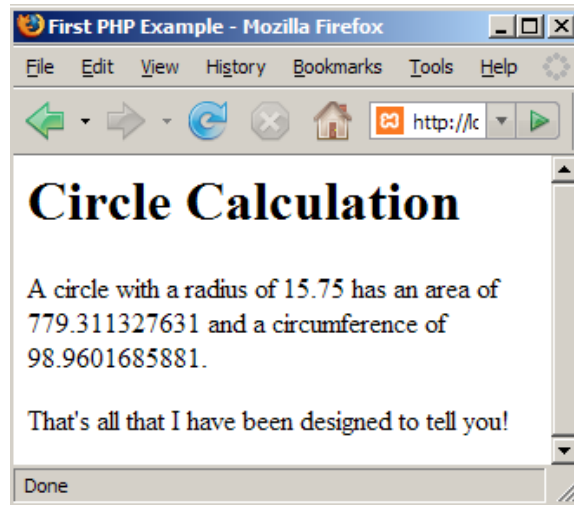 First PHP Example - Mozilla Firefox
File Edit View History Bookmarks Tools Help
http://lc
Circle Calculation
A circle with a radius of 15.75 has an area of
779.311327631 and a circumference of
98.9601685881.
That's all that I have been designed to tell you!
Done